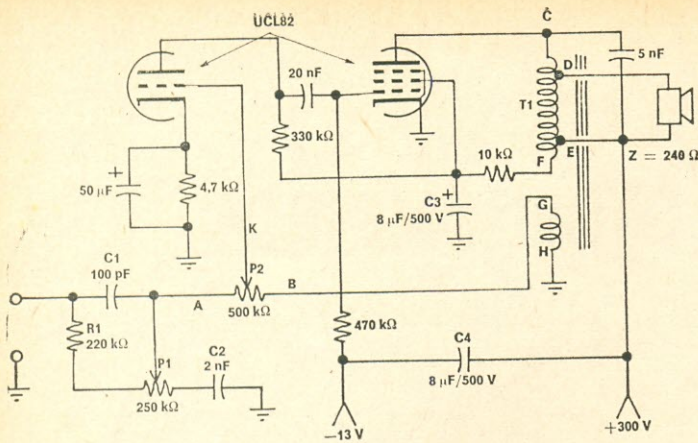 UCL82
C
5 nF
20 nF
D
T1
330 kΩ
10 kΩ
F
E
Z = 240 Ω
50 µF
+
4,7 kΩ
C3
+
8 µF/500 V
G
H
K
C1
100 pF
P2
A
B
500 kΩ
R1
220 kΩ
P1
C2
2 nF
250 kΩ
470 kΩ
C4
8 µF/500 V
–13 V
+300 V